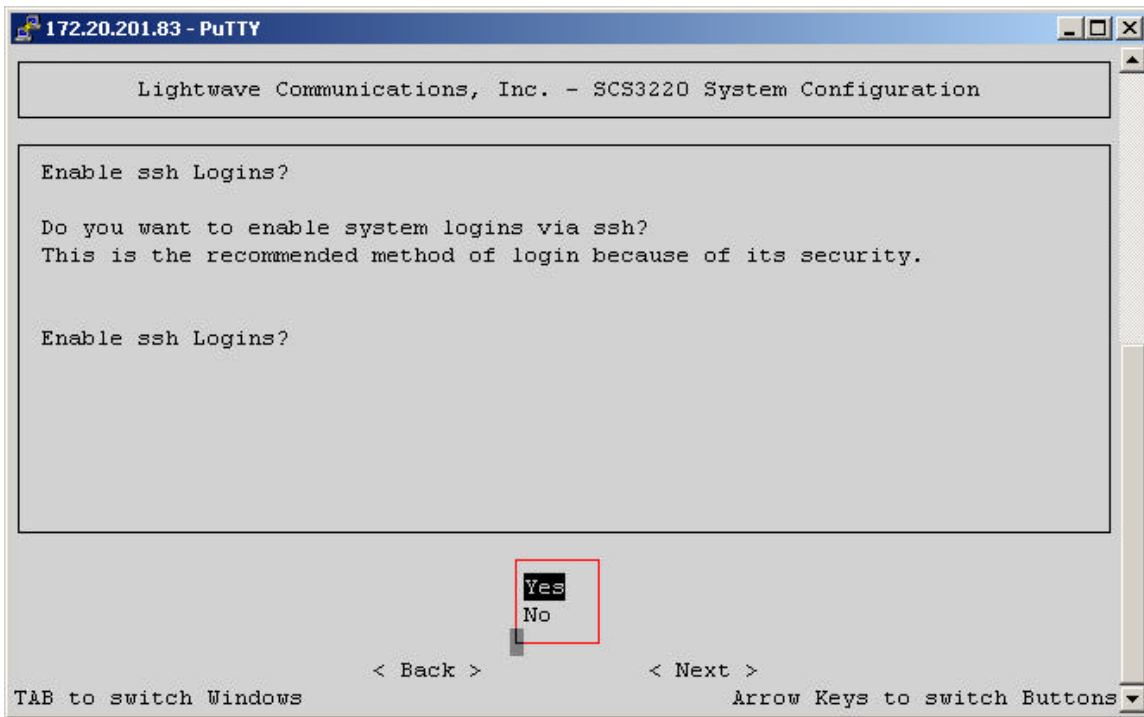 172.20.201.83 - PuTTY
Lightwave Communications, Inc. - SCS3220 System Configuration
Enable ssh Logins?
Do you want to enable system logins via ssh?
This is the recommended method of login because of its security.
Enable ssh Logins?
Yes
No
< Back > < Next >
TAB to switch Windows Arrow Keys to switch Buttons